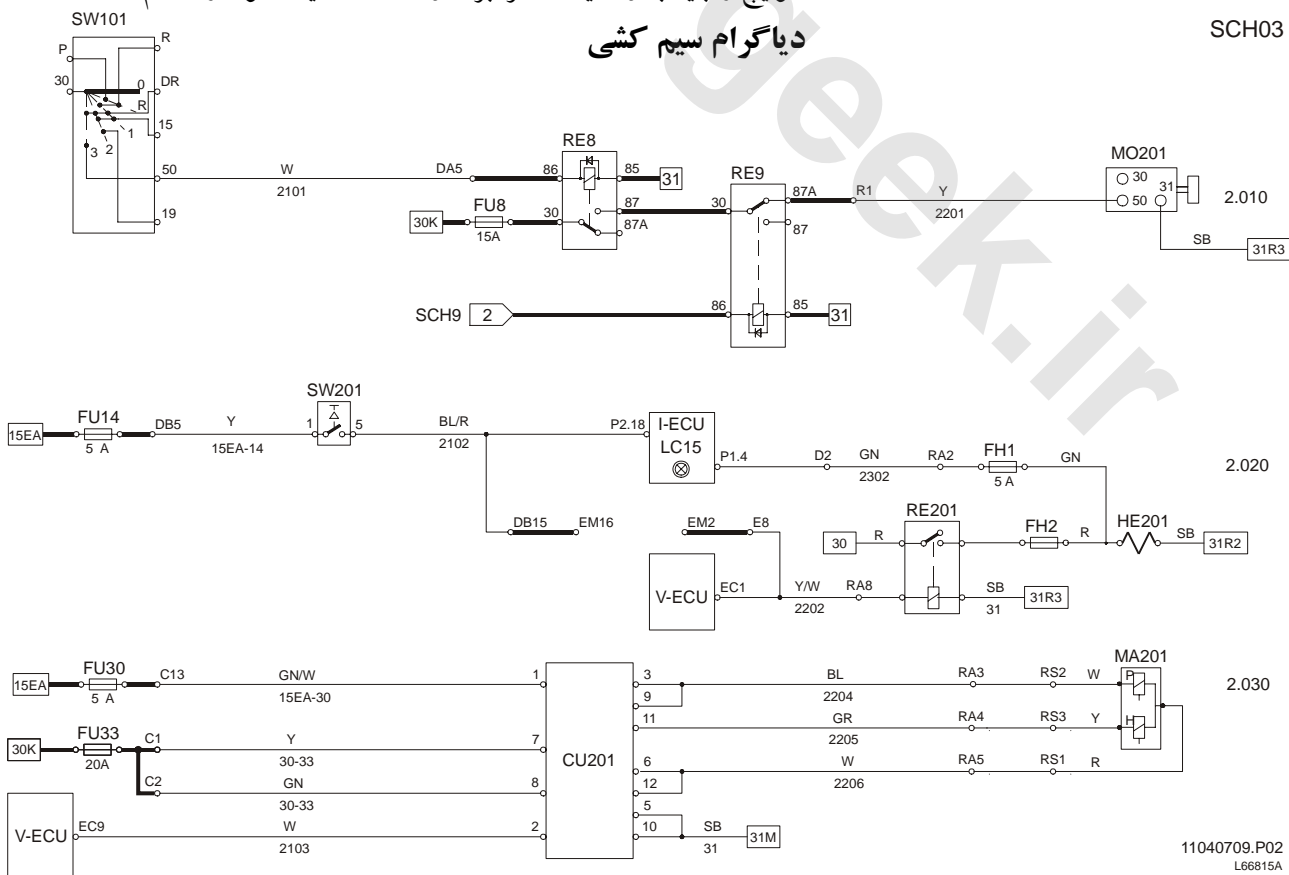 SCH03
دیاگرام سیم کشی
geek.ir
SW101
P
R
30
0
DR
R
1
15
2
3
50
19
W
2101
DA5
RE8
86
85
31
30K
FU8
15A
30
87
87A
RE9
30
87A
87
R1
Y
2201
MO201
30
31
50
2.010
SB
31R3
SCH9
2
86
85
31
15EA
FU14
5 A
DB5
Y
15EA-14
SW201
1
5
BL/R
2102
P2.18
I-ECU
LC15
P1.4
D2
GN
2302
RA2
FH1
5 A
GN
2.020
DB15
EM16
EM2
E8
30
R
RE201
FH2
R
HE201
SB
31R2
V-ECU
EC1
Y/W
2202
RA8
SB
31
31R3
15EA
FU30
5 A
C13
GN/W
15EA-30
1
30K
FU33
20A
C1
Y
30-33
7
C2
GN
30-33
8
V-ECU
EC9
W
2103
2
CU201
3
9
BL
2204
RA3
RS2
W
MA201
P
2.030
11
GR
2205
RA4
RS3
Y
H
6
12
W
2206
RA5
RS1
R
5
10
SB
31
31M
11040709.P02
L66815A